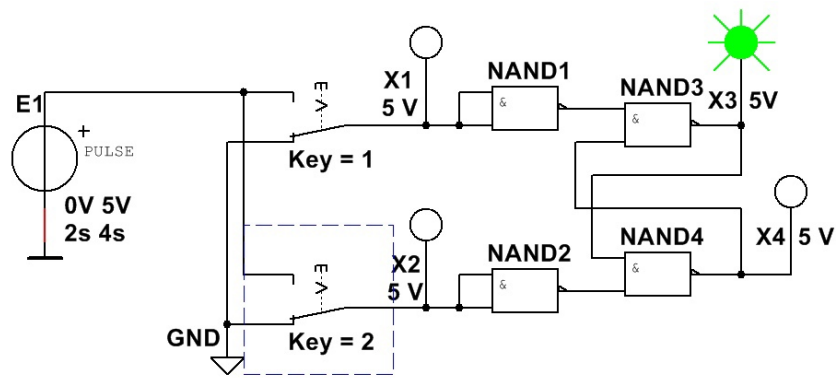 E1
+
PULSE
0V 5V
2s 4s
GND
Key = 1
X1
5 V
NAND1
&
NAND3
&
X3 5V
Key = 2
X2
5 V
NAND2
&
NAND4
&
X4 5 V